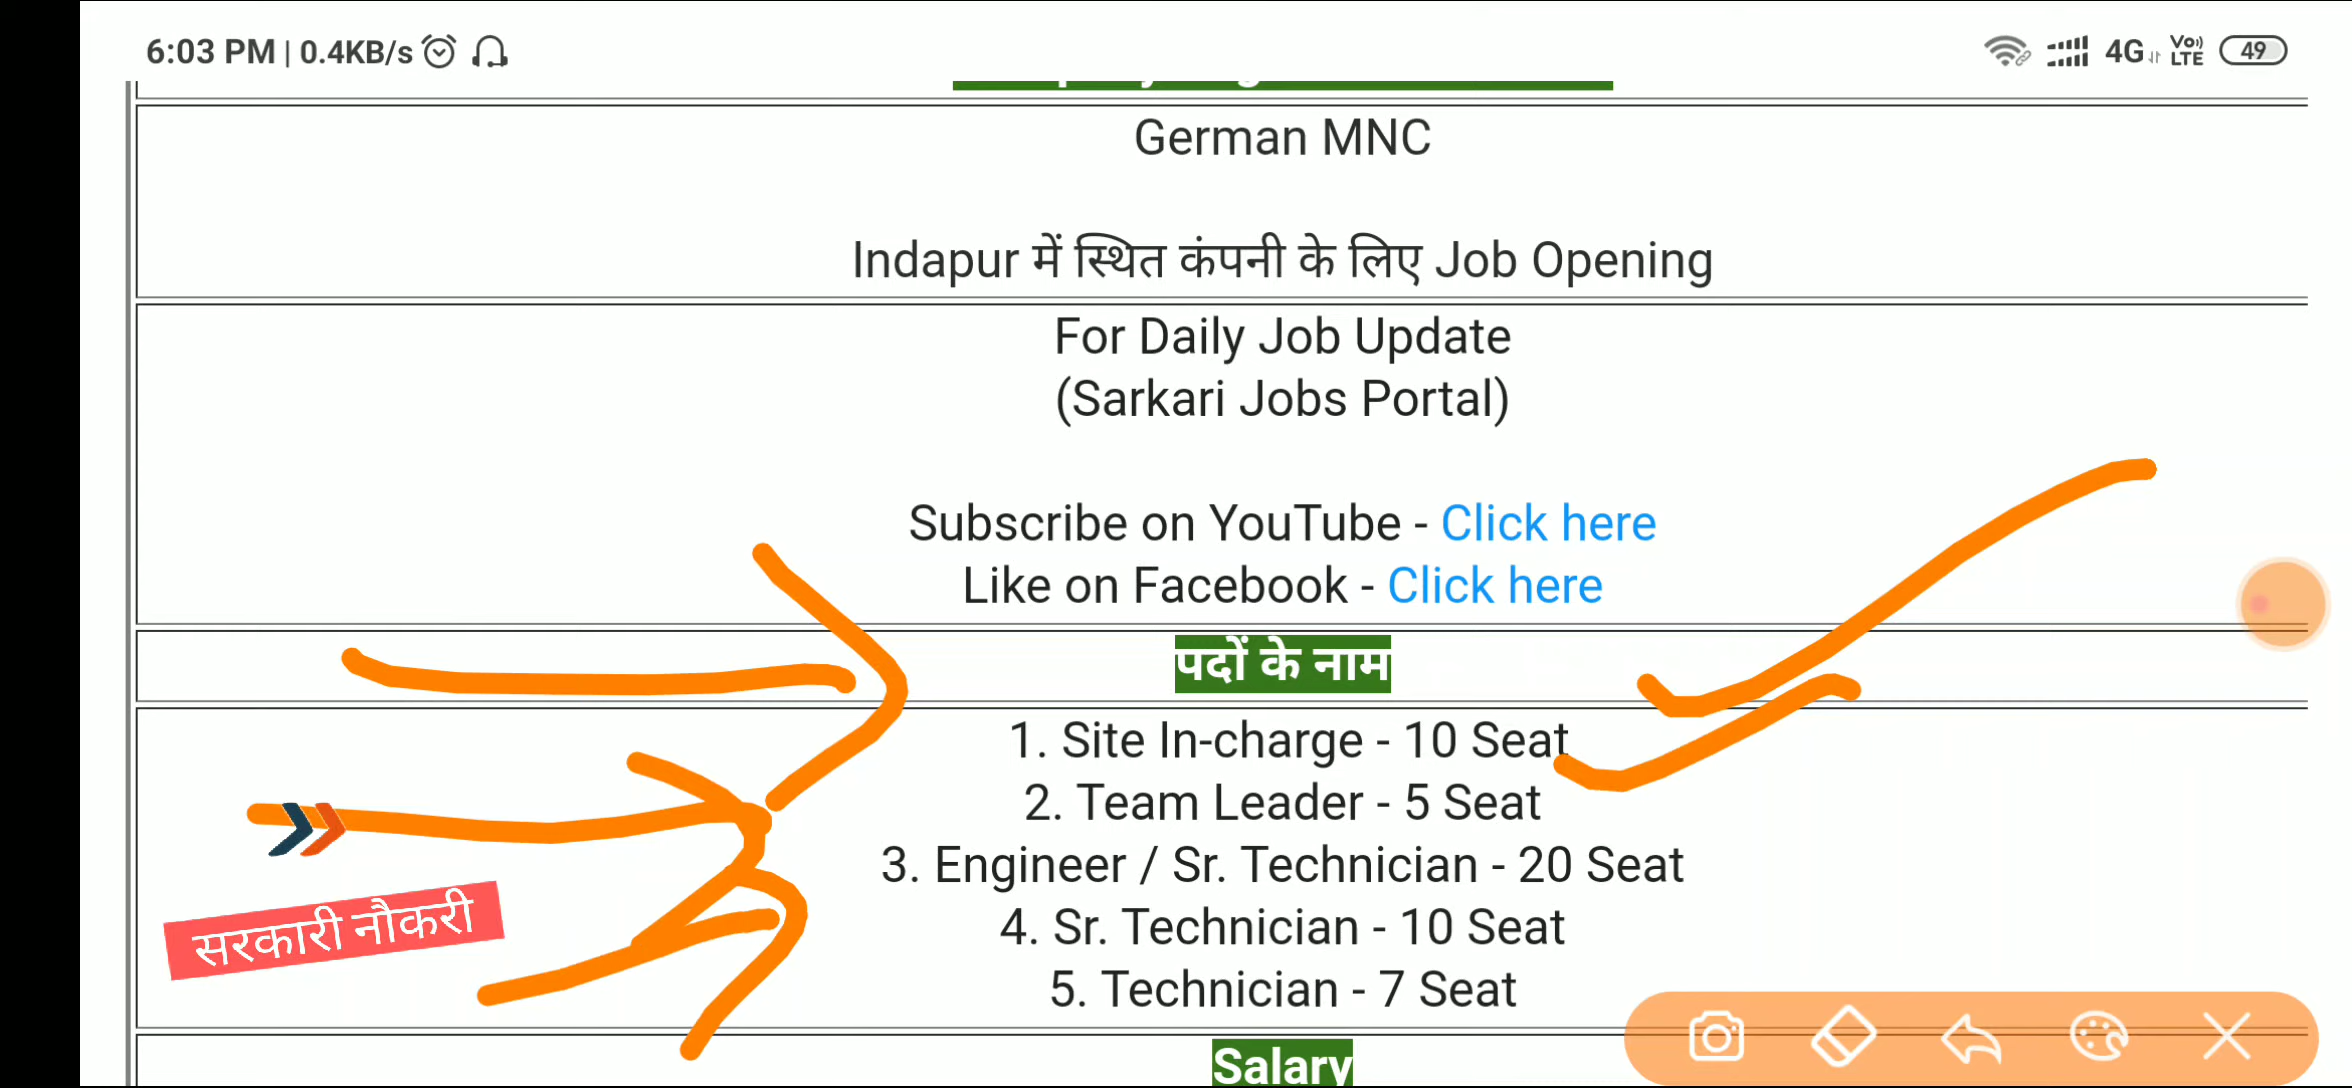 6:03 PM | 0.4KB/s
4G VoLTE 49
German MNC
Indapur में स्थित कंपनी के लिए Job Opening
For Daily Job Update
(Sarkari Jobs Portal)
Subscribe on YouTube - Click here
Like on Facebook - Click here
पदों के नाम
1. Site In-charge - 10 Seat
2. Team Leader - 5 Seat
3. Engineer / Sr. Technician - 20 Seat
4. Sr. Technician - 10 Seat
5. Technician - 7 Seat
सरकारी नौकरी
Salary